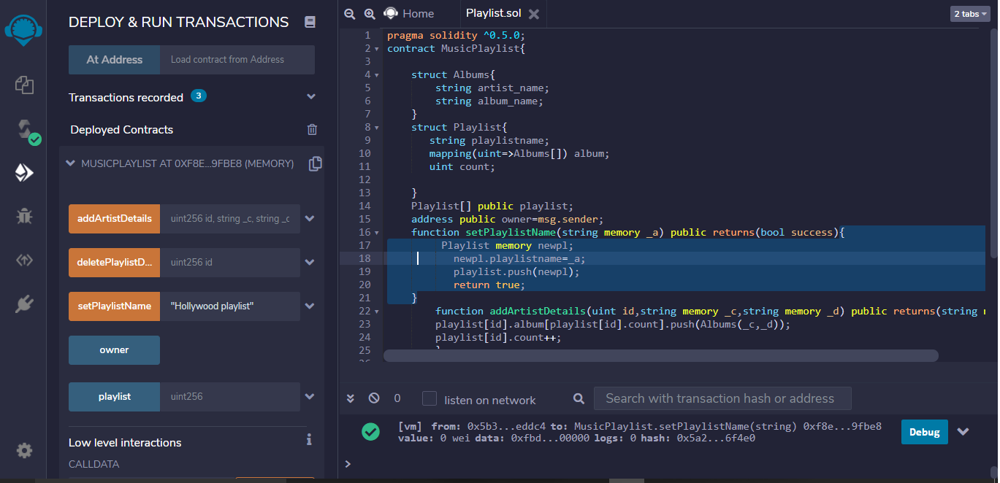 DEPLOY & RUN TRANSACTIONS
At Address
Load contract from Address
Transactions recorded 3
Deployed Contracts
MUSICPLAYLIST AT 0XF8E...9FBE8 (MEMORY)
addArtistDetails
uint256 id, string _c, string _c
deletePlaylistD...
uint256 id
setPlaylistName
"Hollywood playlist"
owner
playlist
uint256
Low level interactions
i
CALLDATA
Home
Playlist.sol
2 tabs
1 pragma solidity ^0.5.0;
2 contract MusicPlaylist{
3
4 struct Albums{
5 string artist_name;
6 string album_name;
7 }
8 struct Playlist{
9 string playlistname;
10 mapping(uint=>Albums[]) album;
11 uint count;
12
13 }
14 Playlist[] public playlist;
15 address public owner=msg.sender;
16 function setPlaylistName(string memory _a) public returns(bool success){
17 Playlist memory newpl;
18 newpl.playlistname=_a;
19 playlist.push(newpl);
20 return true;
21 }
22 function addArtistDetails(uint id,string memory _c,string memory _d) public returns(string
23 playlist[id].album[playlist[id].count].push(Albums(_c,_d));
24 playlist[id].count++;
25
0
listen on network
Search with transaction hash or address
[vm] from: 0x5b3...eddc4 to: MusicPlaylist.setPlaylistName(string) 0xf8e...9fbe8
value: 0 wei data: 0xfbd...00000 logs: 0 hash: 0x5a2...6f4e0
Debug
>